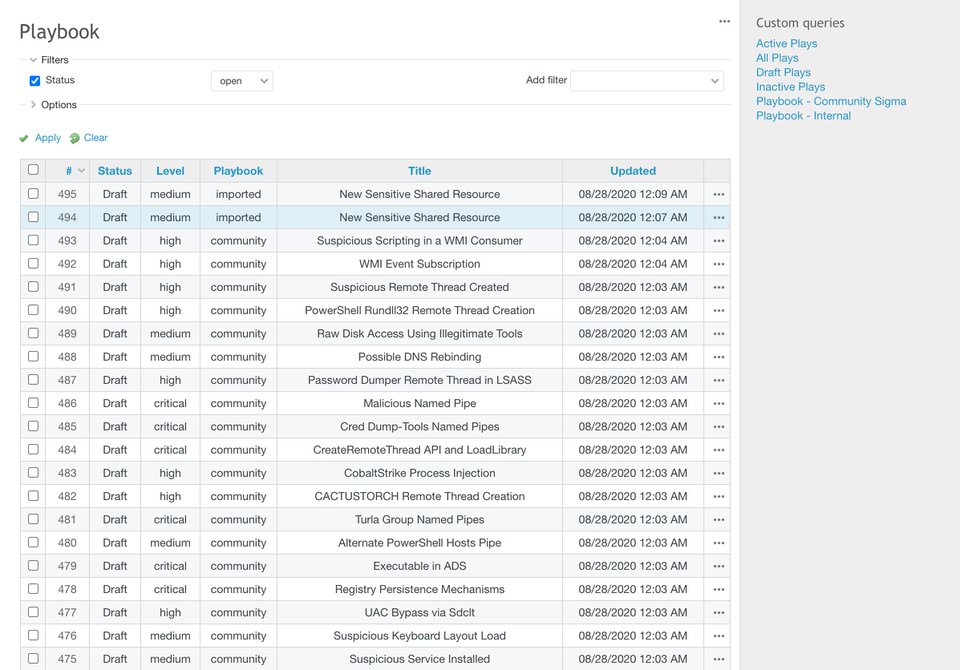 Playbook
Filters
Status open Add filter
Options
Apply Clear
# Status Level Playbook Title Updated
495 Draft medium imported New Sensitive Shared Resource 08/28/2020 12:09 AM
494 Draft medium imported New Sensitive Shared Resource 08/28/2020 12:07 AM
493 Draft high community Suspicious Scripting in a WMI Consumer 08/28/2020 12:04 AM
492 Draft high community WMI Event Subscription 08/28/2020 12:04 AM
491 Draft high community Suspicious Remote Thread Created 08/28/2020 12:03 AM
490 Draft high community PowerShell Rundll32 Remote Thread Creation 08/28/2020 12:03 AM
489 Draft medium community Raw Disk Access Using Illegitimate Tools 08/28/2020 12:03 AM
488 Draft medium community Possible DNS Rebinding 08/28/2020 12:03 AM
487 Draft high community Password Dumper Remote Thread in LSASS 08/28/2020 12:03 AM
486 Draft critical community Malicious Named Pipe 08/28/2020 12:03 AM
485 Draft critical community Cred Dump-Tools Named Pipes 08/28/2020 12:03 AM
484 Draft critical community CreateRemoteThread API and LoadLibrary 08/28/2020 12:03 AM
483 Draft high community CobaltStrike Process Injection 08/28/2020 12:03 AM
482 Draft high community CACTUSTORCH Remote Thread Creation 08/28/2020 12:03 AM
481 Draft critical community Turla Group Named Pipes 08/28/2020 12:03 AM
480 Draft medium community Alternate PowerShell Hosts Pipe 08/28/2020 12:03 AM
479 Draft critical community Executable in ADS 08/28/2020 12:03 AM
478 Draft critical community Registry Persistence Mechanisms 08/28/2020 12:03 AM
477 Draft high community UAC Bypass via Sdclt 08/28/2020 12:03 AM
476 Draft medium community Suspicious Keyboard Layout Load 08/28/2020 12:03 AM
475 Draft medium community Suspicious Service Installed 08/28/2020 12:03 AM
Custom queries
Active Plays
All Plays
Draft Plays
Inactive Plays
Playbook - Community Sigma
Playbook - Internal